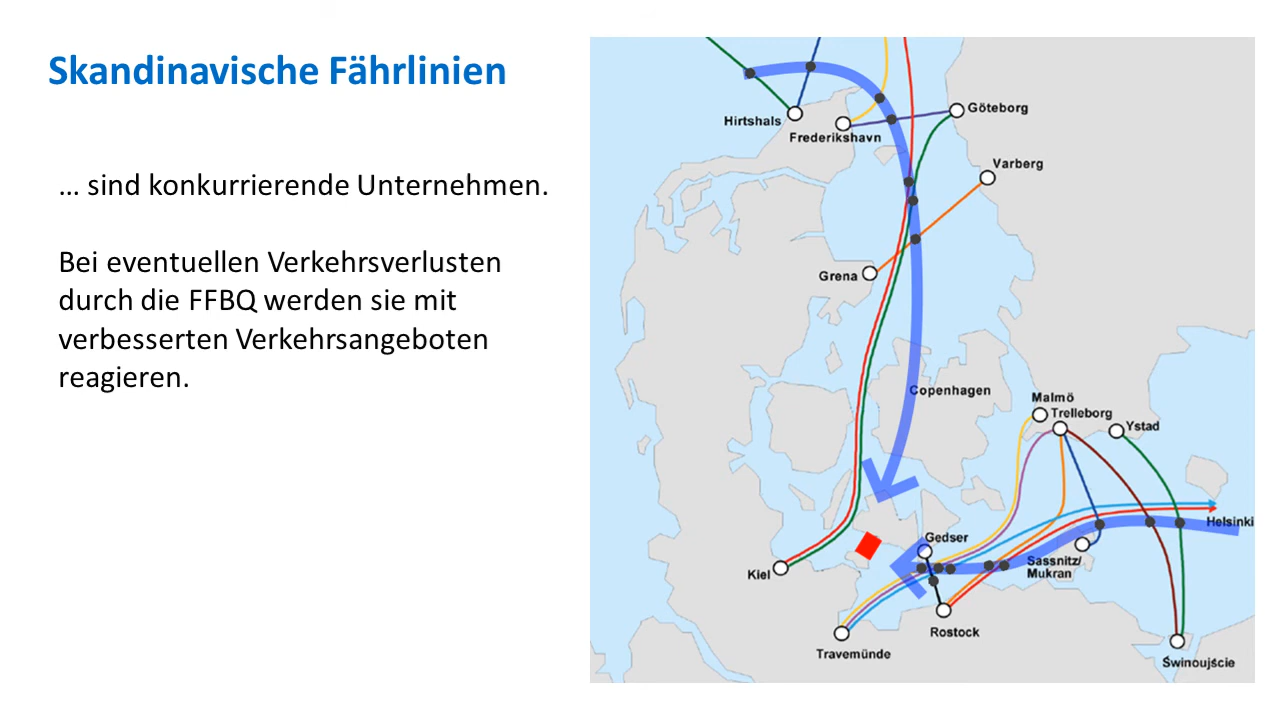 Skandinavische Fährlinien
… sind konkurrierende Unternehmen.
Bei eventuellen Verkehrsverlusten
durch die FFBQ werden sie mit
verbesserten Verkehrsangeboten
reagieren.
Hirtshals
Frederikshavn
Göteborg
Varberg
Grena
Copenhagen
Malmö
Trelleborg
Ystad
Helsinki
Gedser
Sassnitz/
Mukran
Kiel
Rostock
Travemünde
Świnoujście